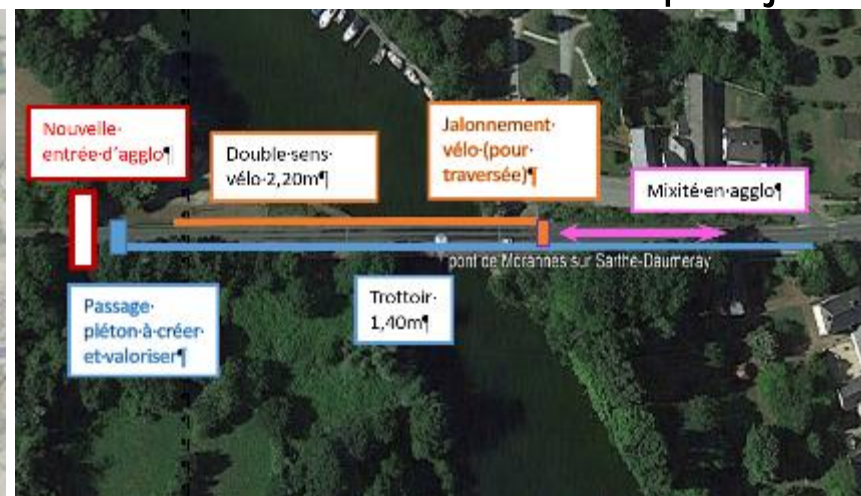 Nouvelle·
entrée·d'agglo¶
Double·sens·
vélo·2,20m¶
Jalonnement·
vélo·(pour·
traversée)¶
Mixité·en·agglo¶
pont de Morannes sur Sarthe-Daumeray
Passage·
piéton·à·créer·
et·valoriser¶
Trottoir·
1,40m¶